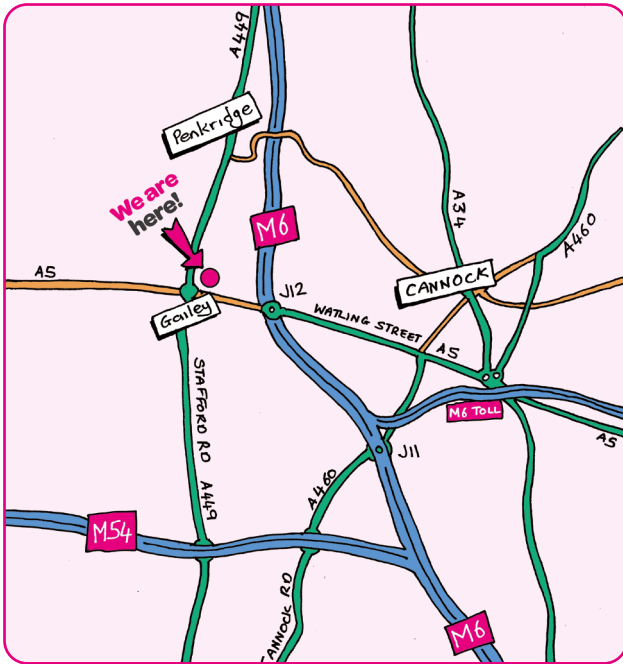 A449
Penkridge
We are
here!
M6
A34
A460
CANNOCK
A5
J12
Gailey
WATLING STREET
A5
M6 TOLL
A5
STAFFORD RD
A449
J11
A460
M54
CANNOCK RD
M6